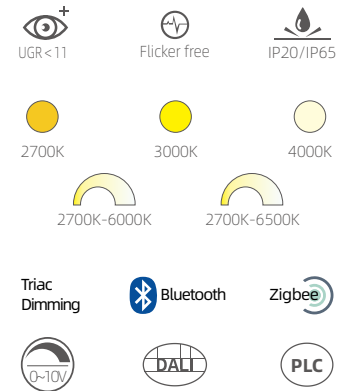 UGR<11
Flicker free
IP20/IP65
2700K
3000K
4000K
2700K-6000K
2700K-6500K
Triac
Dimming
Bluetooth
Zigbee
0~10V
DALI
PLC